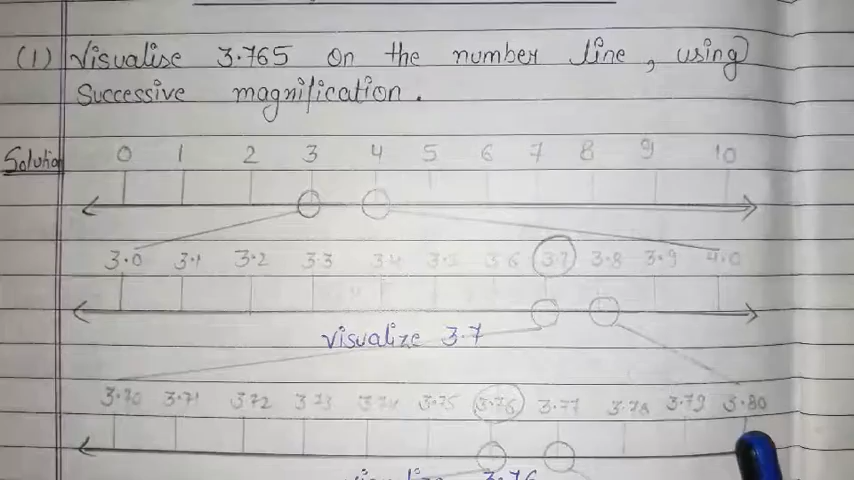 (1) Visualise 3.765 on the number line, using
Successive magnification.
Solution 0 1 2 3 4 5 6 7 8 9 10
3.0 3.1 3.2 3.3 3.4 3.5 3.6 3.7 3.8 3.9 4.0
visualize 3.7
3.70 3.71 3.72 3.73 3.74 3.75 3.76 3.77 3.78 3.79 3.80
3.76